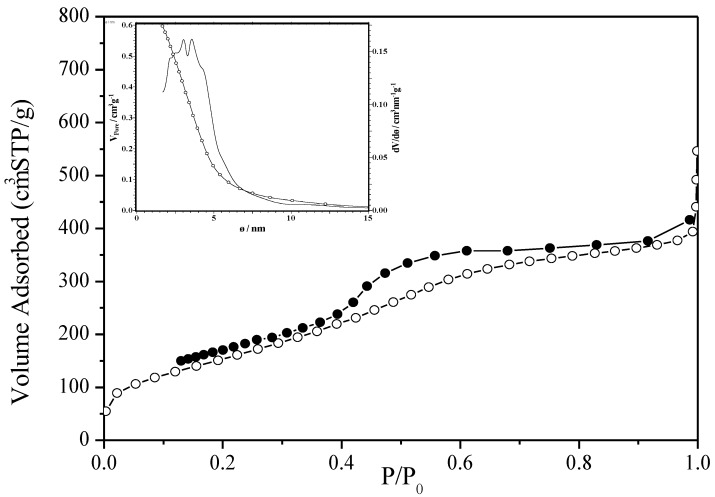 Volume Adsorbed (cm³STP/g)
800
700
600
500
400
300
200
100
0
0.0 0.2 0.4 0.6 0.8 1.0
P/P₀
V_Pore / cm³g⁻¹
0.6
0.5
0.4
0.3
0.2
0.1
0.0
0 5 10 15
ø / nm
0.15
0.10
0.05
0.00
dV/dø / cm³nm⁻¹g⁻¹